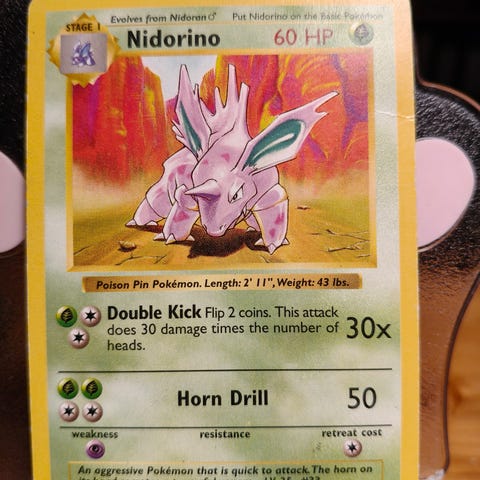 Evolves from Nidoran♂ Put Nidorino on the Basic Pokémon
STAGE 1
Nidorino 60 HP
Poison Pin Pokémon. Length: 2' 11", Weight: 43 lbs.
Double Kick Flip 2 coins. This attack
does 30 damage times the number of
heads.
30x
Horn Drill 50
weakness resistance retreat cost
An aggressive Pokémon that is quick to attack. The horn on